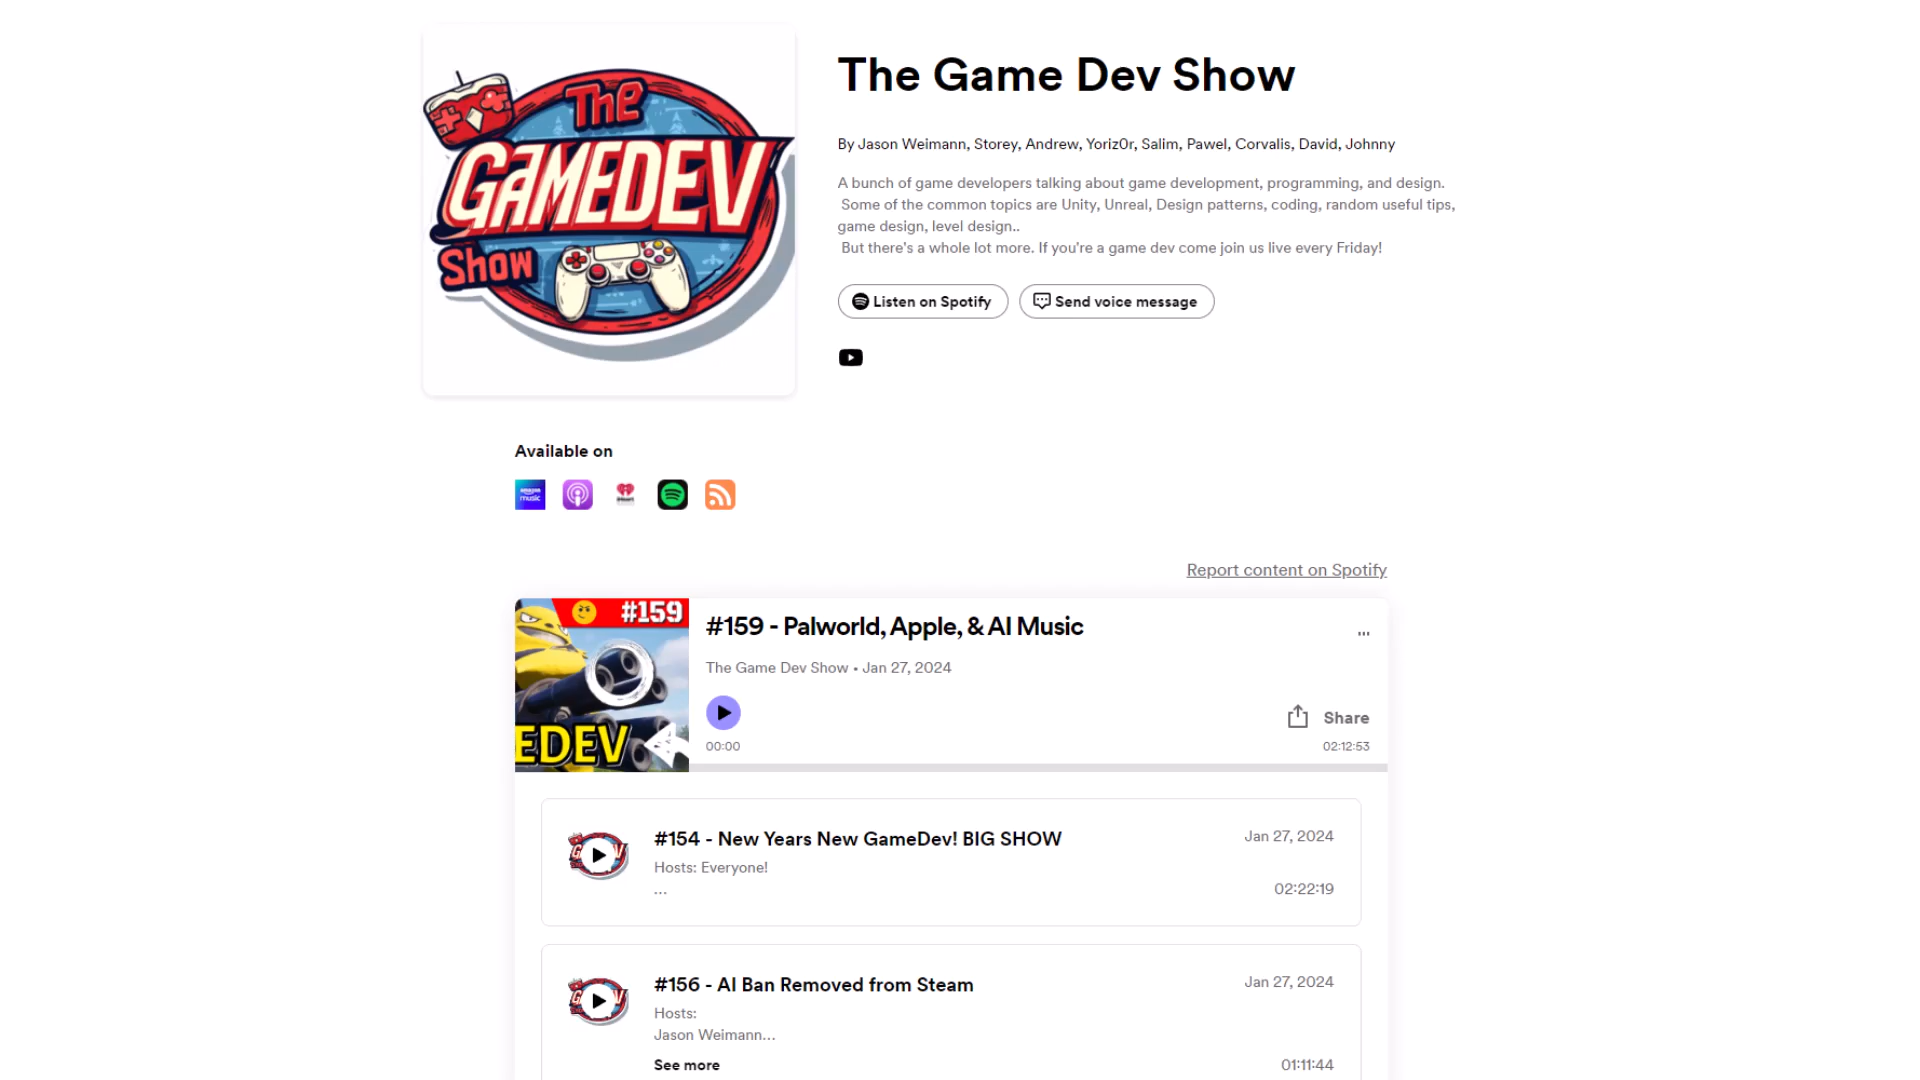 The
GAMEDEV
Show
The Game Dev Show
By Jason Weimann, Storey, Andrew, Yoriz0r, Salim, Pawel, Corvalis, David, Johnny
A bunch of game developers talking about game development, programming, and design.
Some of the common topics are Unity, Unreal, Design patterns, coding, random useful tips,
game design, level design..
But there's a whole lot more. If you're a game dev come join us live every Friday!
Listen on Spotify
Send voice message
Available on
amazon music
iHeart
Report content on Spotify
#159
EDEV
#159 - Palworld, Apple, & AI Music
...
The Game Dev Show • Jan 27, 2024
Share
00:00
02:12:53
#154 - New Years New GameDev! BIG SHOW
Jan 27, 2024
Hosts: Everyone!
...
02:22:19
#156 - AI Ban Removed from Steam
Jan 27, 2024
Hosts:
Jason Weimann...
See more
01:11:44